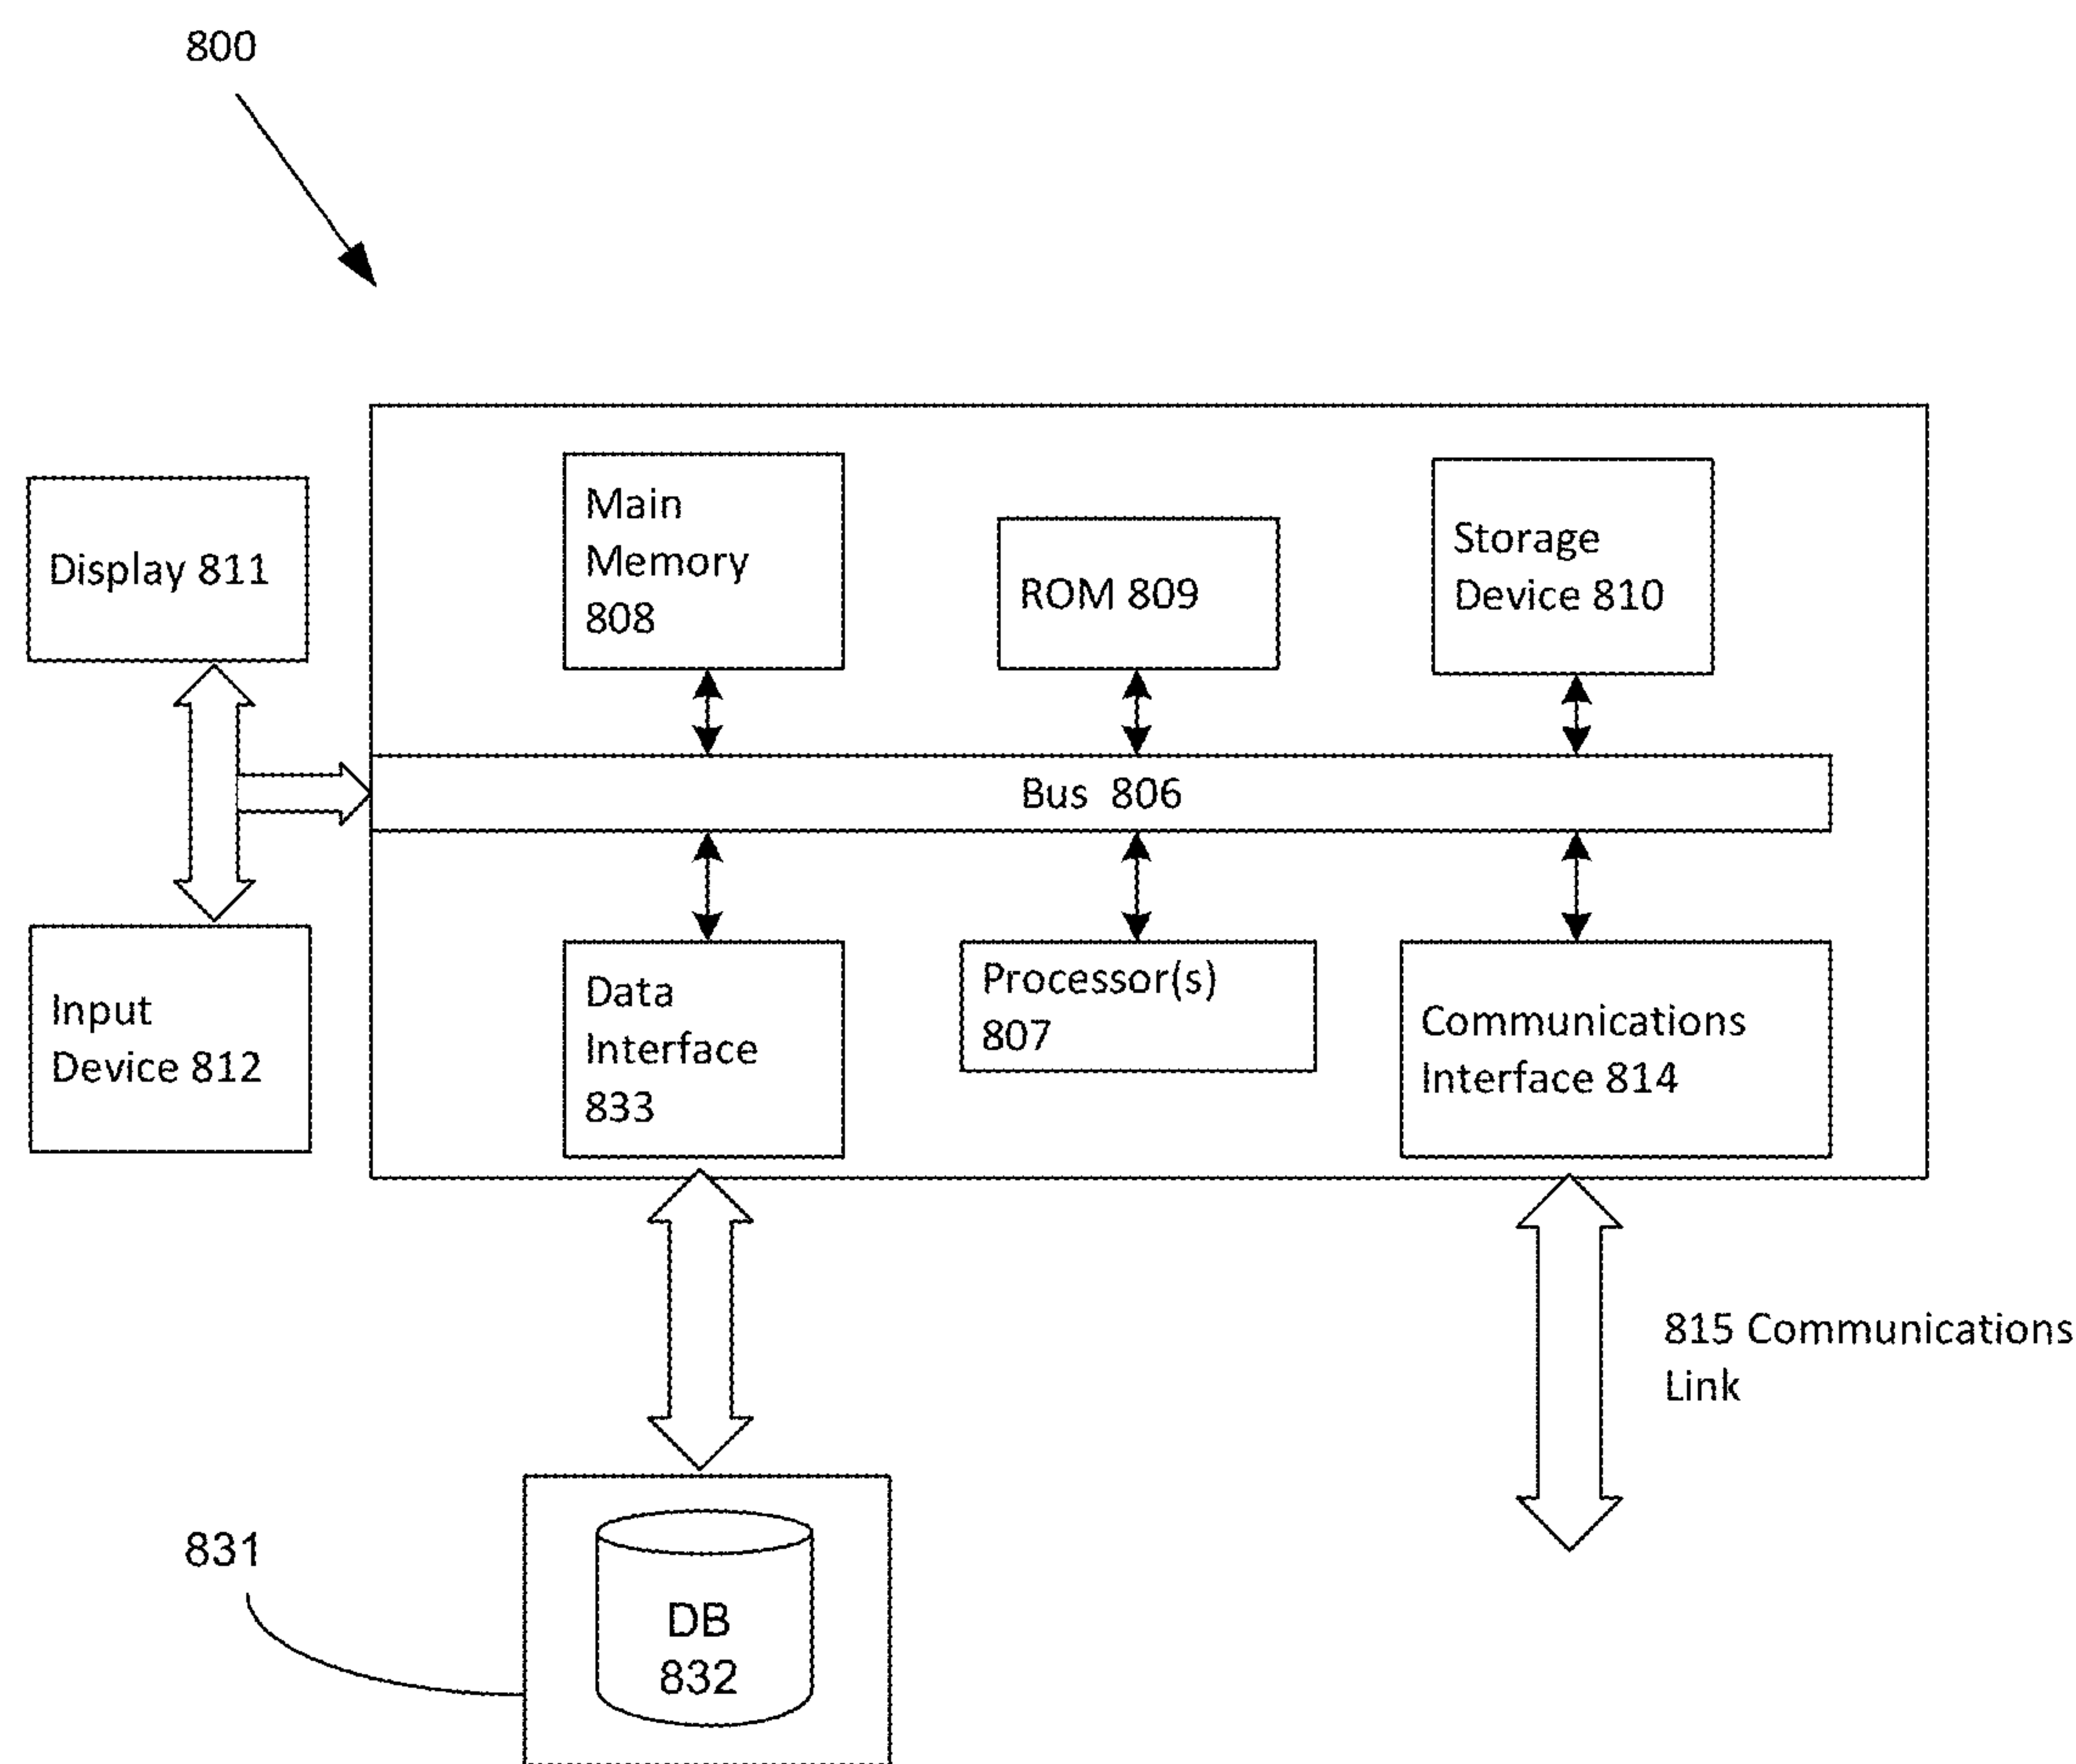 800
Display 811
Main
Memory
808
ROM 809
Storage
Device 810
Bus 806
Input
Device 812
Data
Interface
833
Processor(s)
807
Communications
Interface 814
815 Communications
Link
831
DB
832